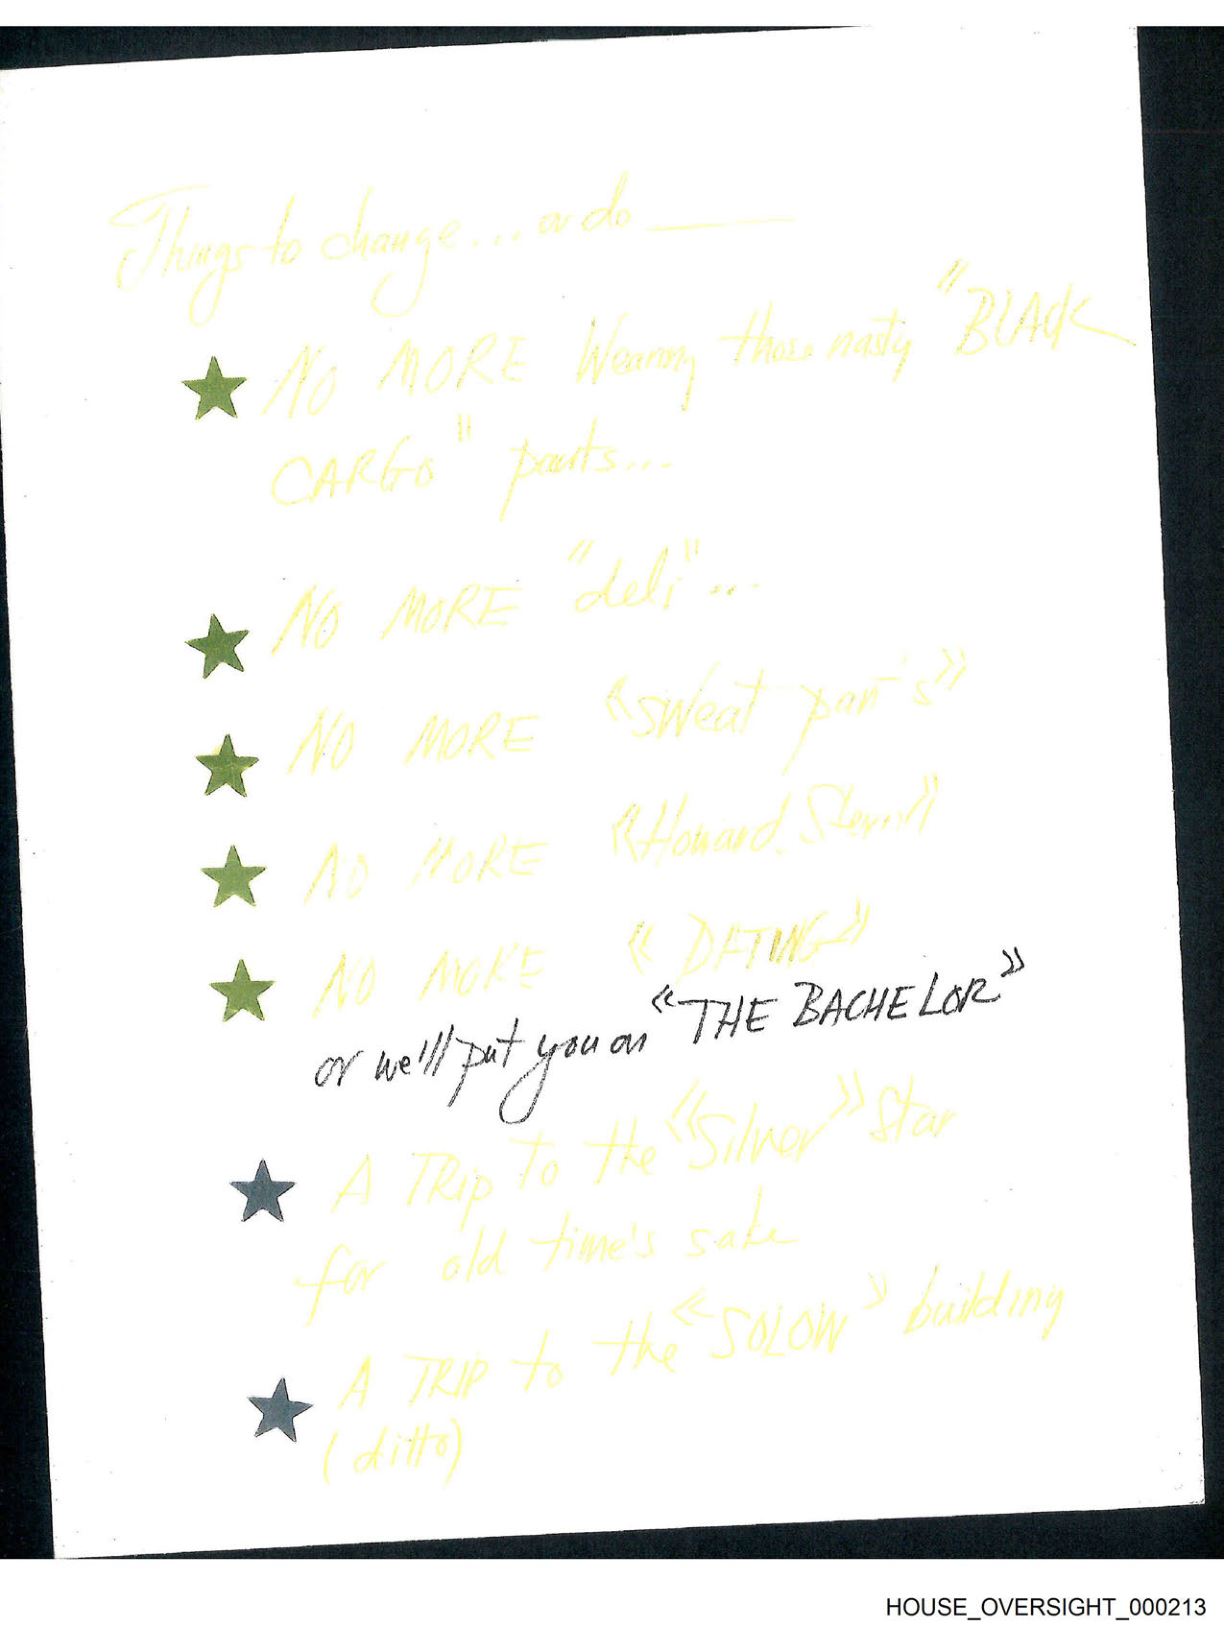 Things to change... or do ___
NO MORE Wearing those nasty "BLACK
CARGO" pants...
NO MORE "deli"...
NO MORE "sweat pants"
NO MORE "Howard Stern"
NO MORE "DATING"
or we'll put you on "THE BACHELOR"
A TRip to the "Silver" Star
for old time's sake
A TRIP to the "SOLOW" building
(ditto)
HOUSE_OVERSIGHT_000213